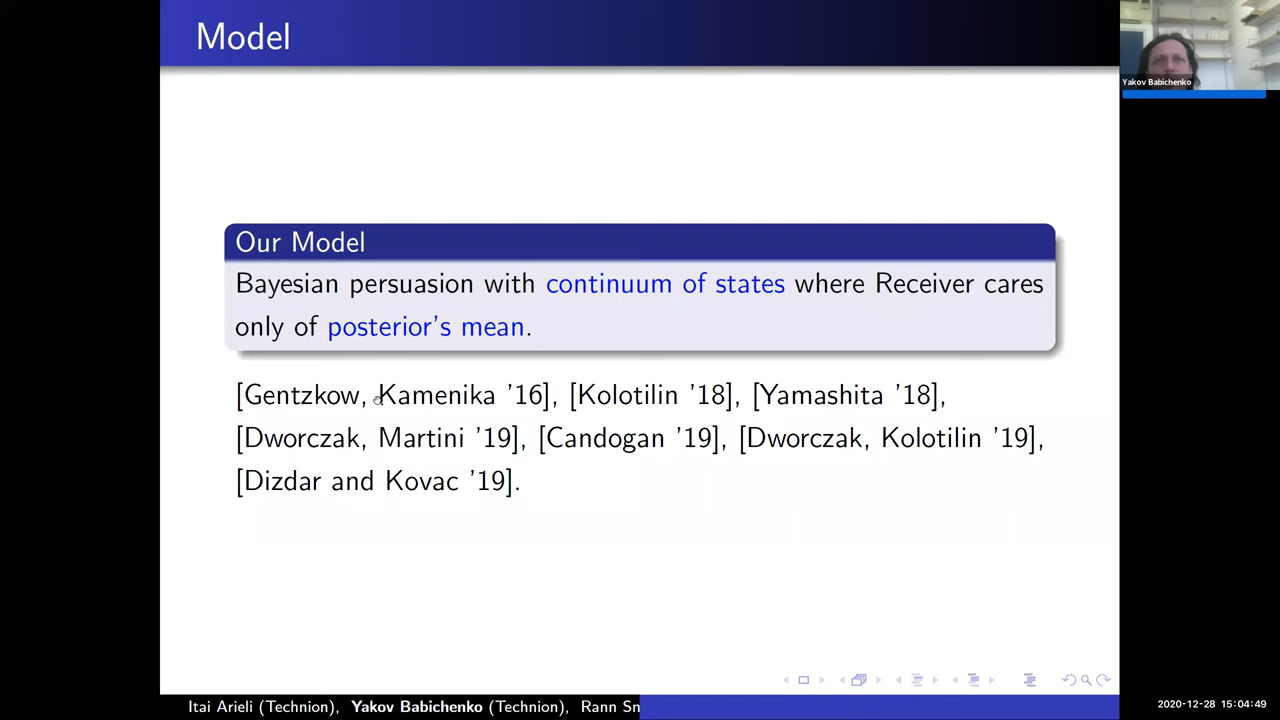 Model
Yakov Babichenko
Our Model
Bayesian persuasion with continuum of states where Receiver cares
only of posterior's mean.
[Gentzkow, Kamenika '16], [Kolotilin '18], [Yamashita '18],
[Dworczak, Martini '19], [Candogan '19], [Dworczak, Kolotilin '19],
[Dizdar and Kovac '19].
Itai Arieli (Technion), Yakov Babichenko (Technion), Rann Sn
2020-12-28 15:04:49